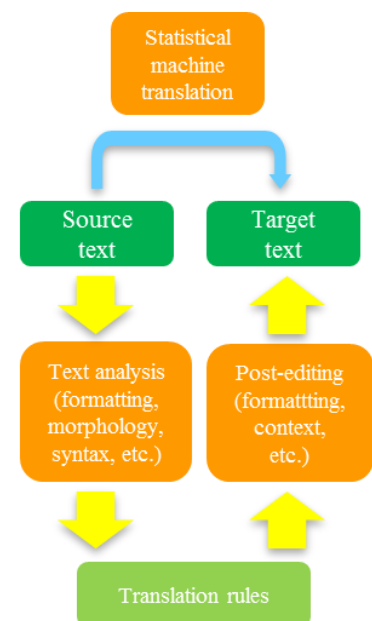 Statistical
machine
translation
Source
text
Target
text
Text analysis
(formatting,
morphology,
syntax, etc.)
Post-editing
(formattting,
context,
etc.)
Translation rules